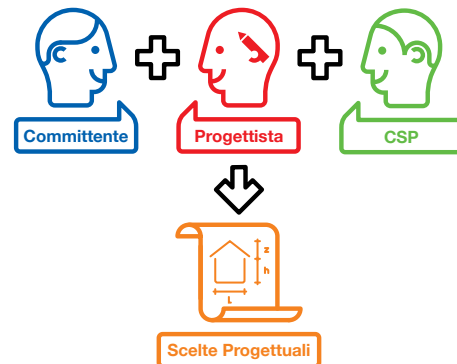 Committente
Progettista
CSP
z
h
L
Scelte Progettuali